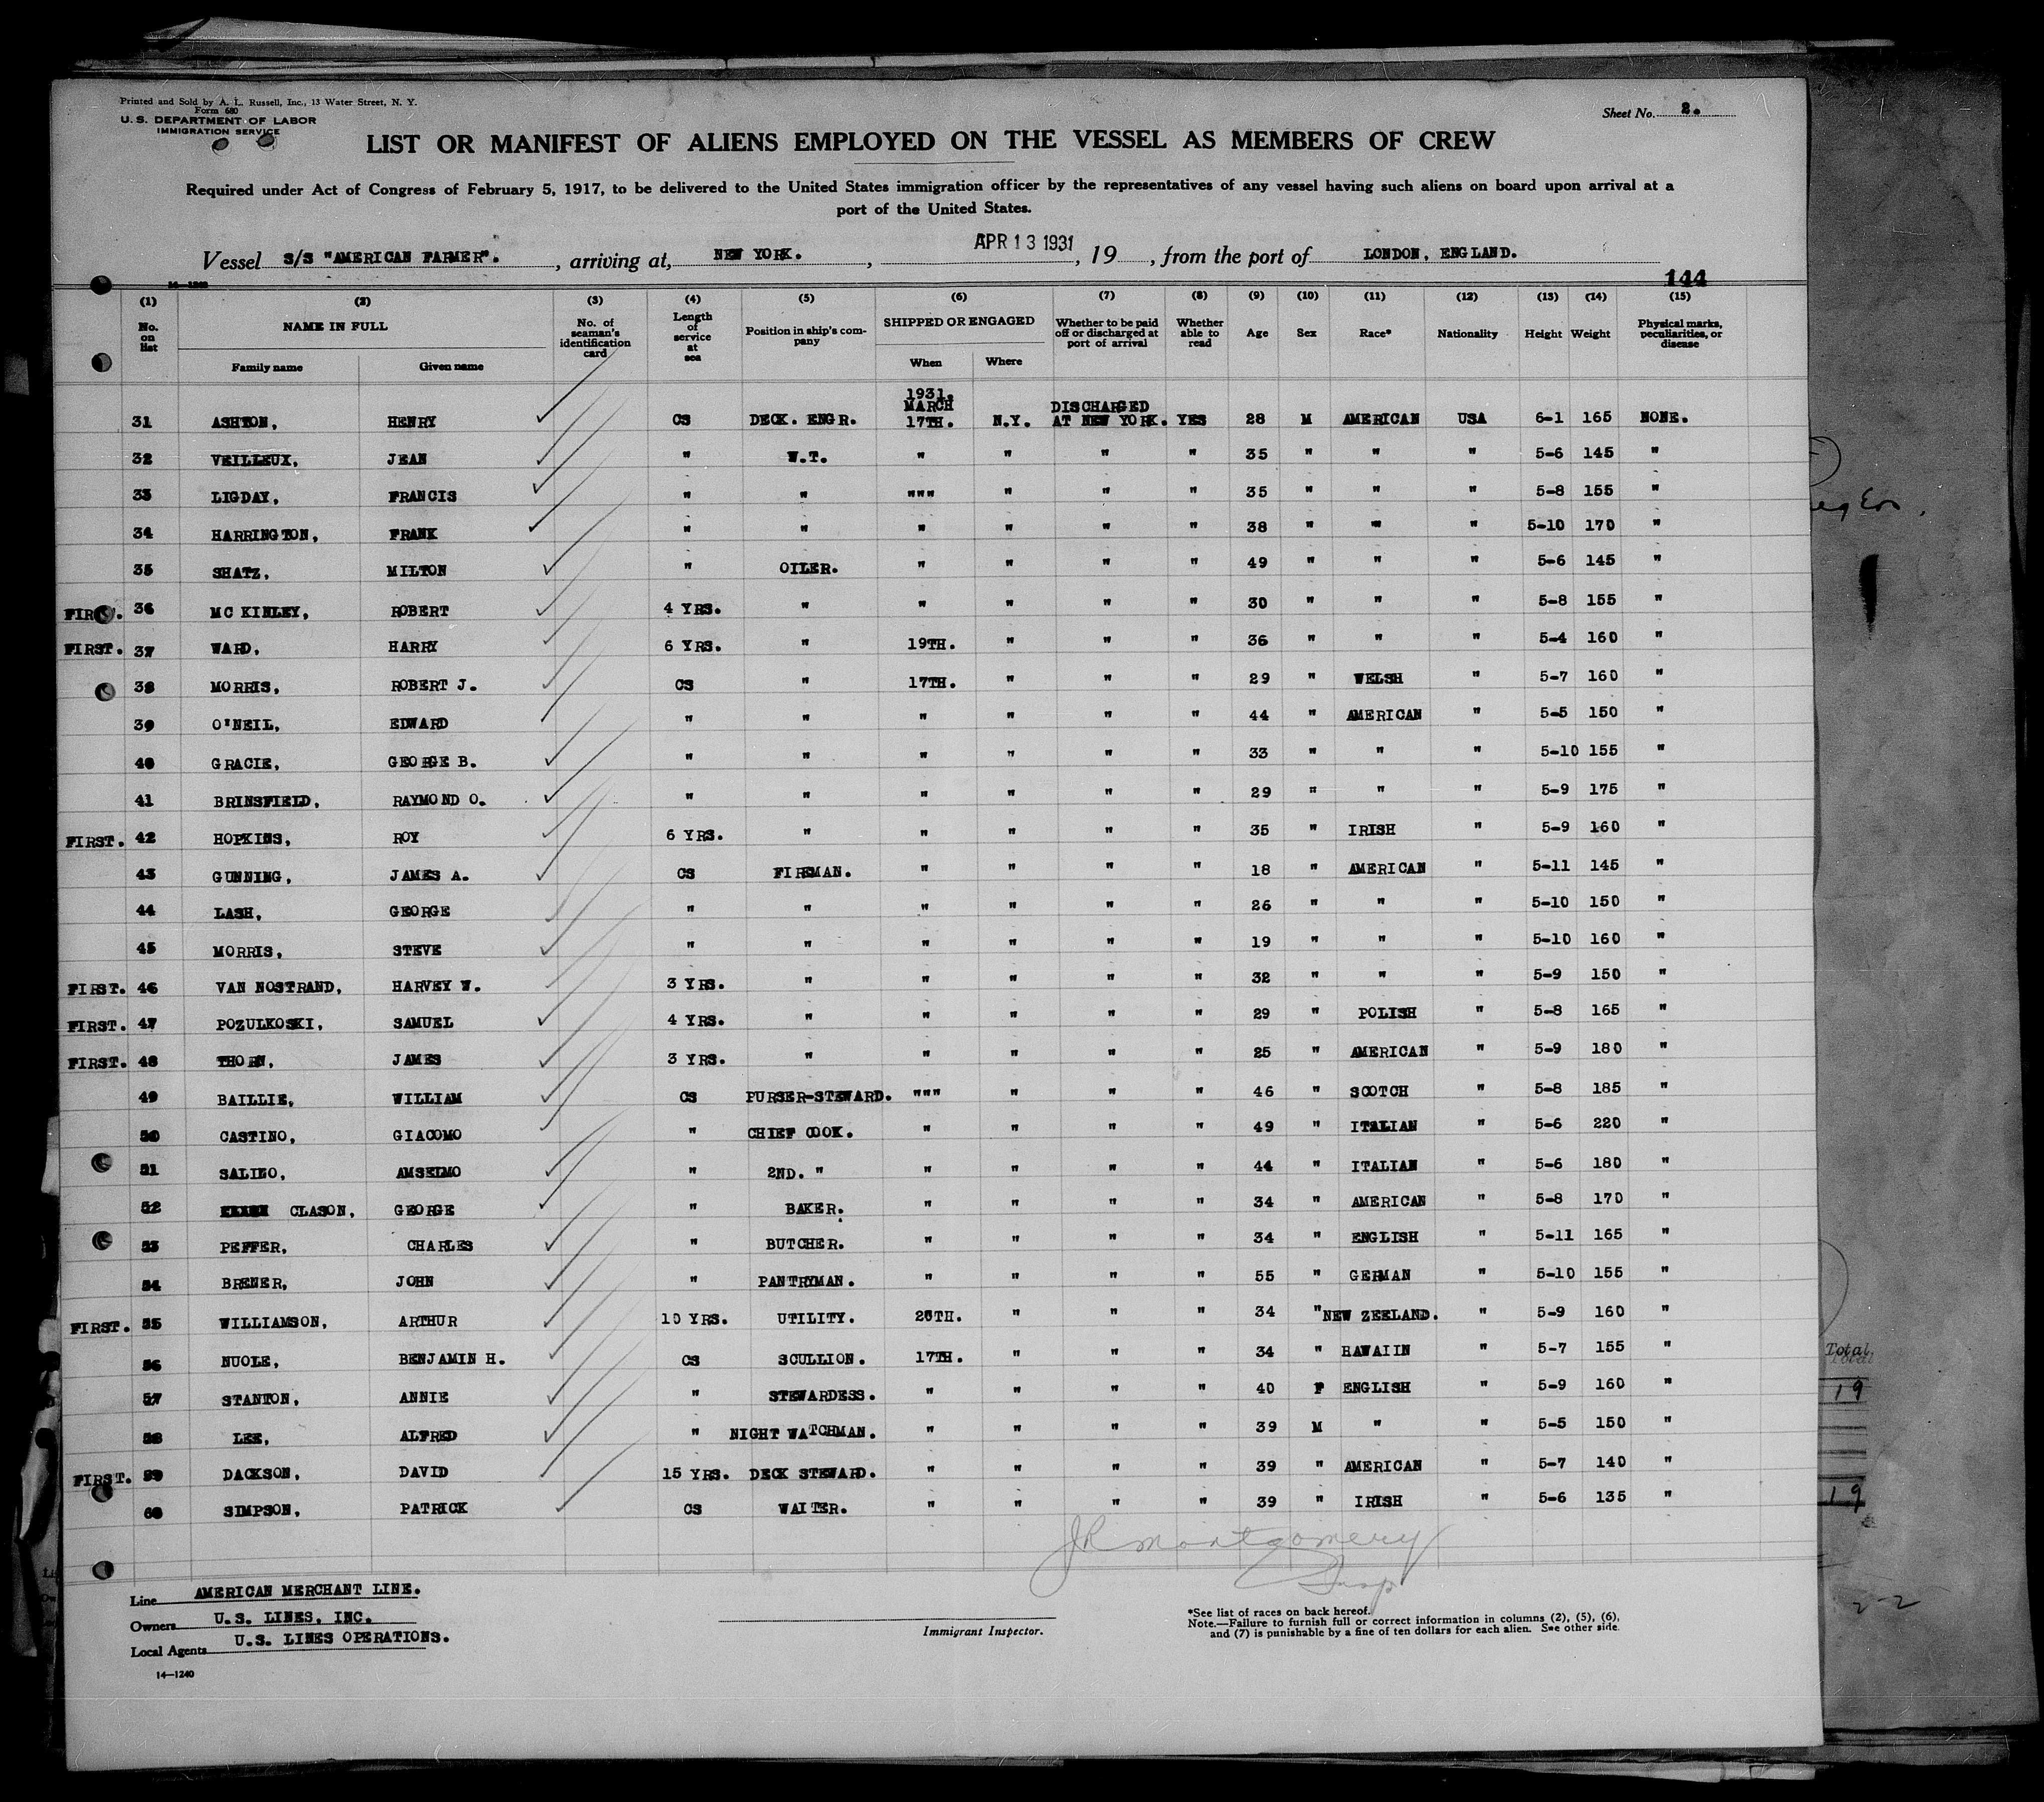 Printed and Sold by A. L. Russell, Inc., 13 Water Street, N. Y.
Form 680
U. S. DEPARTMENT OF LABOR
IMMIGRATION SERVICE
Sheet No. 2.
LIST OR MANIFEST OF ALIENS EMPLOYED ON THE VESSEL AS MEMBERS OF CREW
Required under Act of Congress of February 5, 1917, to be delivered to the United States immigration officer by the representatives of any vessel having such aliens on board upon arrival at a
port of the United States.
Vessel S/S "AMERICAN FARMER". , arriving at, NEW YORK. , APR 13 1931 , 19 , from the port of LONDON, ENGLAND.
14—1240
144
(1) (2) (3) (4) (5) (6) (7) (8) (9) (10) (11) (12) (13) (14) (15)
No. on list NAME IN FULL Family name Given name No. of seaman's identification card Length of service at sea Position in ship's company SHIPPED OR ENGAGED When Where Whether to be paid off or discharged at port of arrival Whether able to read Age Sex Race* Nationality Height Weight Physical marks, peculiarities, or disease
31 ASHTON, HENRY CS DECK. ENGR. 1931. MARCH 17TH. N.Y. DISCHARGED AT NEW YORK. YES 28 M AMERICAN USA 6-1 165 NONE.
32 VEILLEUX, JEAN " W.T. " " " " 35 " " " 5-6 145 "
33 LIGDAY, FRANCIS " " """ " " " 35 " " " 5-8 155 "
34 HARRINGTON, FRANK " " " " " " 38 " " " 5-10 170 "
35 SHATZ, MILTON " OILER. " " " " 49 " " " 5-6 145 "
FIRST. 36 MC KINLEY, ROBERT 4 YRS. " " " " " 30 " " " 5-8 155 "
FIRST. 37 WARD, HARRY 6 YRS. " 19TH. " " " 36 " " " 5-4 160 "
38 MORRIS, ROBERT J. CS " 17TH. " " " 29 " WELSH " 5-7 160 "
39 O'NEIL, EDWARD " " " " " " 44 " AMERICAN " 5-5 150 "
40 GRACIE, GEORGE B. " " " " " " 33 " " " 5-10 155 "
41 BRINSFIELD, RAYMOND O. " " " " " " 29 " " " 5-9 175 "
FIRST. 42 HOPKINS, ROY 6 YRS. " " " " " 35 " IRISH " 5-9 160 "
43 GUNNING, JAMES A. CS FIRMAN. " " " " 18 " AMERICAN " 5-11 145 "
44 LASH, GEORGE " " " " " " 26 " " " 5-10 150 "
45 MORRIS, STEVE " " " " " " 19 " " " 5-10 160 "
FIRST. 46 VAN NOSTRAND, HARVEY W. 3 YRS. " " " " " 32 " " " 5-9 150 "
FIRST. 47 POZULKOSKI, SAMUEL 4 YRS. " " " " " 29 " POLISH " 5-8 165 "
FIRST. 48 THORN, JAMES 3 YRS. " " " " " 25 " AMERICAN " 5-9 180 "
49 BAILLIE, WILLIAM CS PURSER-STEWARD. """ " " " 46 " SCOTCH " 5-8 185 "
50 CASTINO, GIACOMO " CHIEF COOK. " " " " 49 " ITALIAN " 5-6 220 "
51 SALINO, AMSELMO " 2ND. " " " " " 44 " ITALIAN " 5-6 180 "
52 CLASON, GEORGE " BAKER. " " " " 34 " AMERICAN " 5-8 170 "
53 PEFFER, CHARLES " BUTCHER. " " " " 34 " ENGLISH " 5-11 165 "
54 BRENER, JOHN " PANTRYMAN. " " " " 55 " GERMAN " 5-10 155 "
FIRST. 55 WILLIAMSON, ARTHUR 10 YRS. UTILITY. 26TH. " " " 34 " NEW ZEELAND. " 5-9 160 "
56 NUOLE, BENJAMIN H. CS SCULLION. 17TH. " " " 34 " HAWAIIN " 5-7 155 "
57 STANTON, ANNIE " STEWARDESS. " " " " 40 F ENGLISH " 5-9 160 "
58 LEE, ALFRED " NIGHT WATCHMAN. " " " " 39 M " " 5-5 150 "
FIRST. 59 DACKSON, DAVID 15 YRS. DECK STEWARD. " " " " 39 " AMERICAN " 5-7 140 "
60 SIMPSON, PATRICK CS WAITER. " " " " 39 " IRISH " 5-6 135 "
JR Montgomery
Insp
Line AMERICAN MERCHANT LINE.
Owners U.S. LINES, INC.
Local Agents U.S. LINES OPERATIONS.
14—1240
Immigrant Inspector.
*See list of races on back hereof.
Note.—Failure to furnish full or correct information in columns (2), (5), (6),
and (7) is punishable by a fine of ten dollars for each alien. See other side.
Total
19
19
2-2